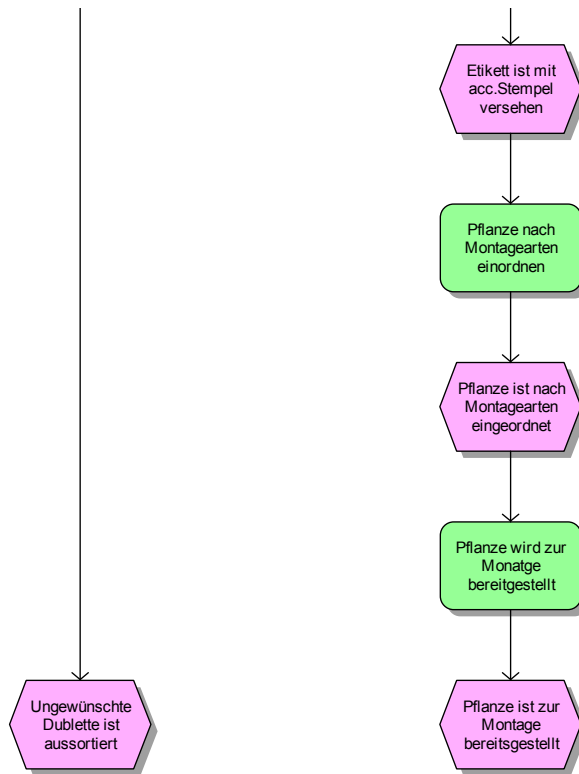 Etikett ist mit
acc.Stempel
versehen
Pflanze nach
Montagearten
einordnen
Pflanze ist nach
Montagearten
eingeordnet
Pflanze wird zur
Monatge
bereitgestellt
Ungewünschte
Dublette ist
aussortiert
Pflanze ist zur
Montage
bereitsgestellt